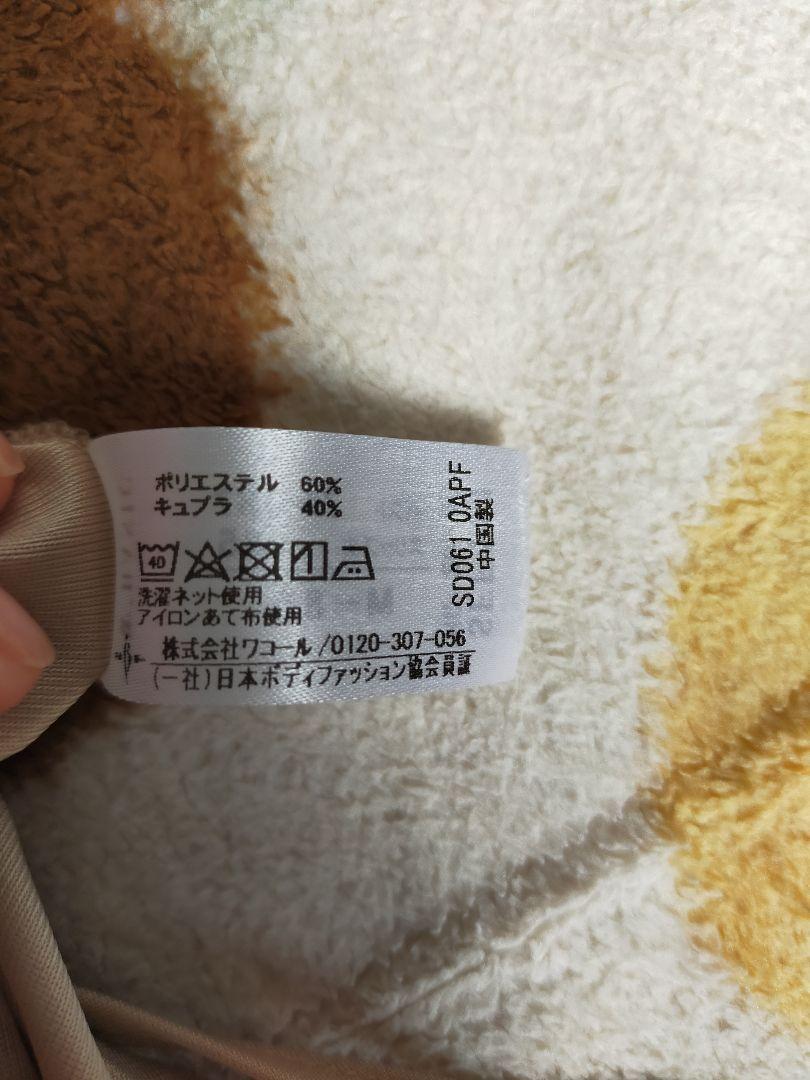 ポリエステル 60%
キュプラ 40%
40
洗濯ネット使用
アイロンあて布使用
株式会社ワコール/0120-307-056
(一社)日本ボディファッション協会員証
SD061 0APF
中国製